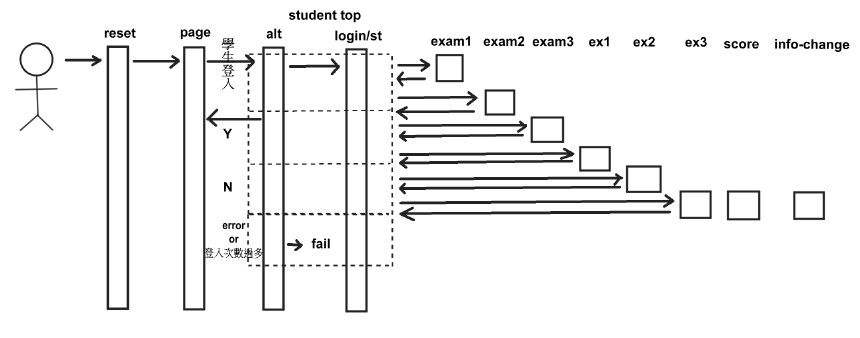 student top
reset
page
alt
login/st
exam1
exam2
exam3
ex1
ex2
ex3
score
info-change
學生登入
Y
N
error
or
登入次數過多
fail